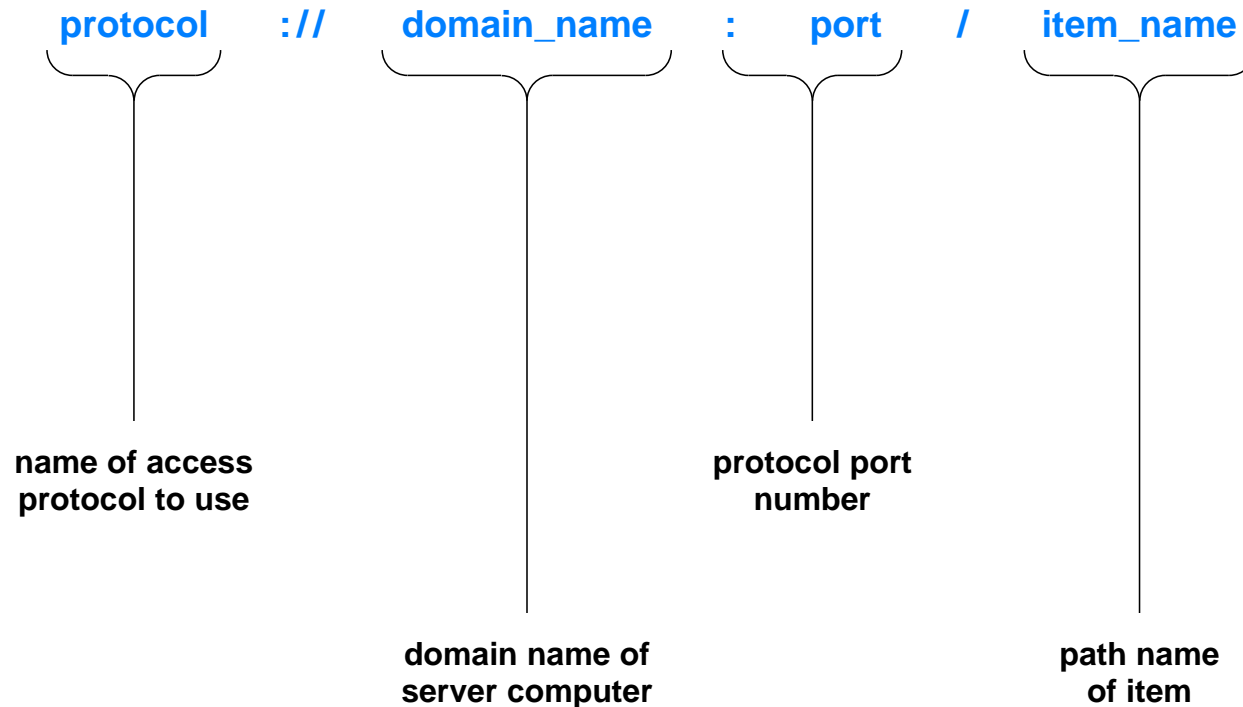 protocol :// domain_name : port / item_name
name of access
protocol to use
protocol port
number
domain name of
server computer
path name
of item